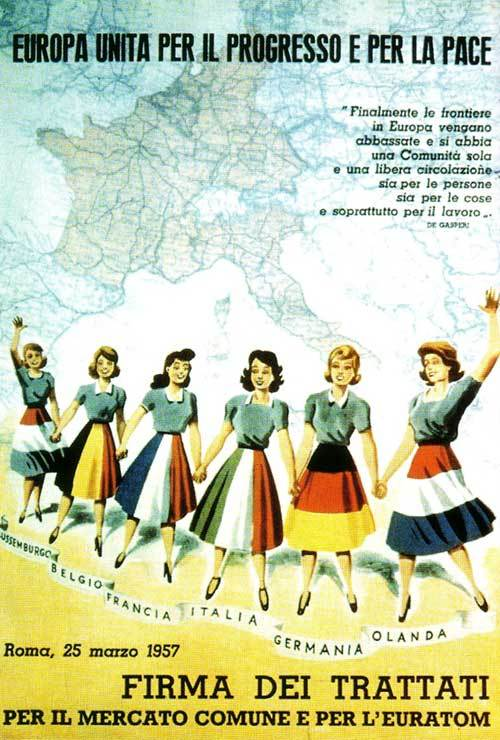 EUROPA UNITA PER IL PROGRESSO E PER LA PACE
"Finalmente le frontiere
in Europa vengano
abbassate e si abbia
una Comunità sola
e una libera circolazione
sia per le persone
sia per le cose
e soprattutto per il lavoro„.
DE GASPERI
LUSSEMBURGO
BELGIO
FRANCIA
ITALIA
GERMANIA
OLANDA
Roma, 25 marzo 1957
FIRMA DEI TRATTATI
PER IL MERCATO COMUNE E PER L'EURATOM